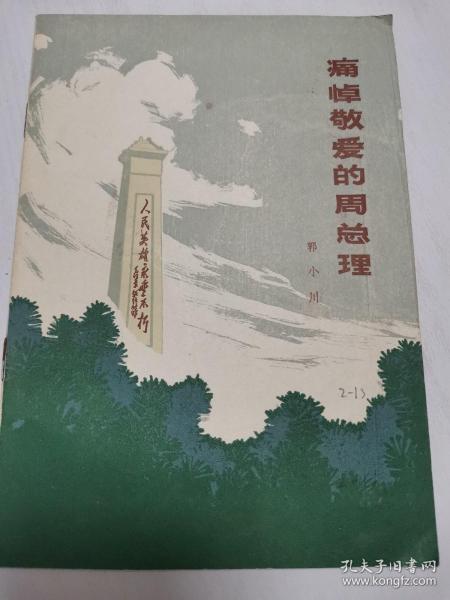 痛悼敬爱的周总理
郭小川
人民英雄永垂不朽
2-13
孔夫子旧书网
www.kongfz.com